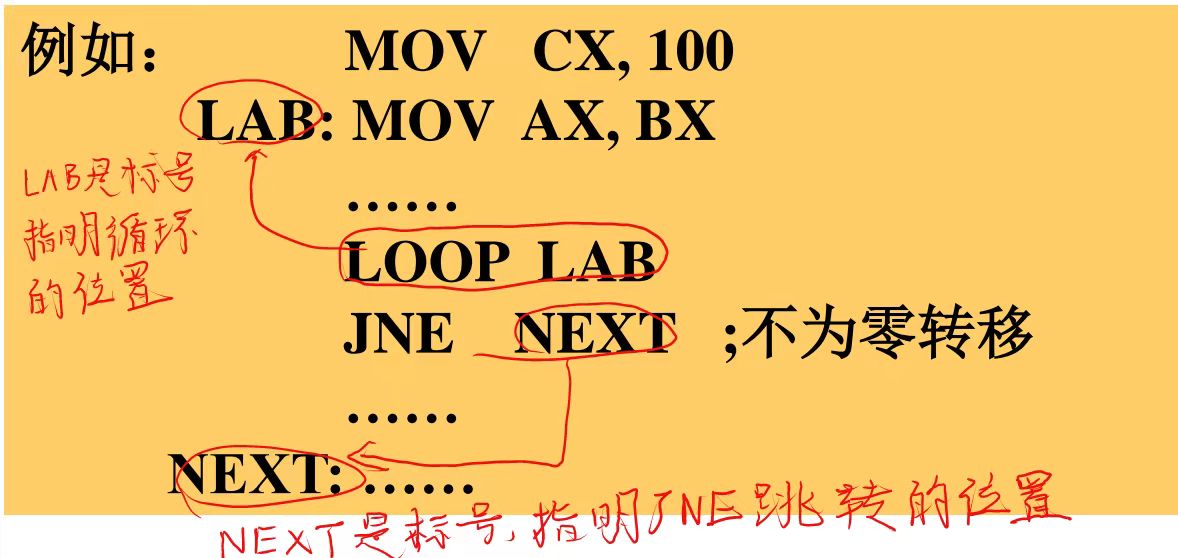 例如： MOV CX, 100
LAB: MOV AX, BX
LAB是标号
指明循环
的位置
……
LOOP LAB
JNE NEXT ;不为零转移
……
NEXT: ……
NEXT是标号,指明JNE跳转的位置